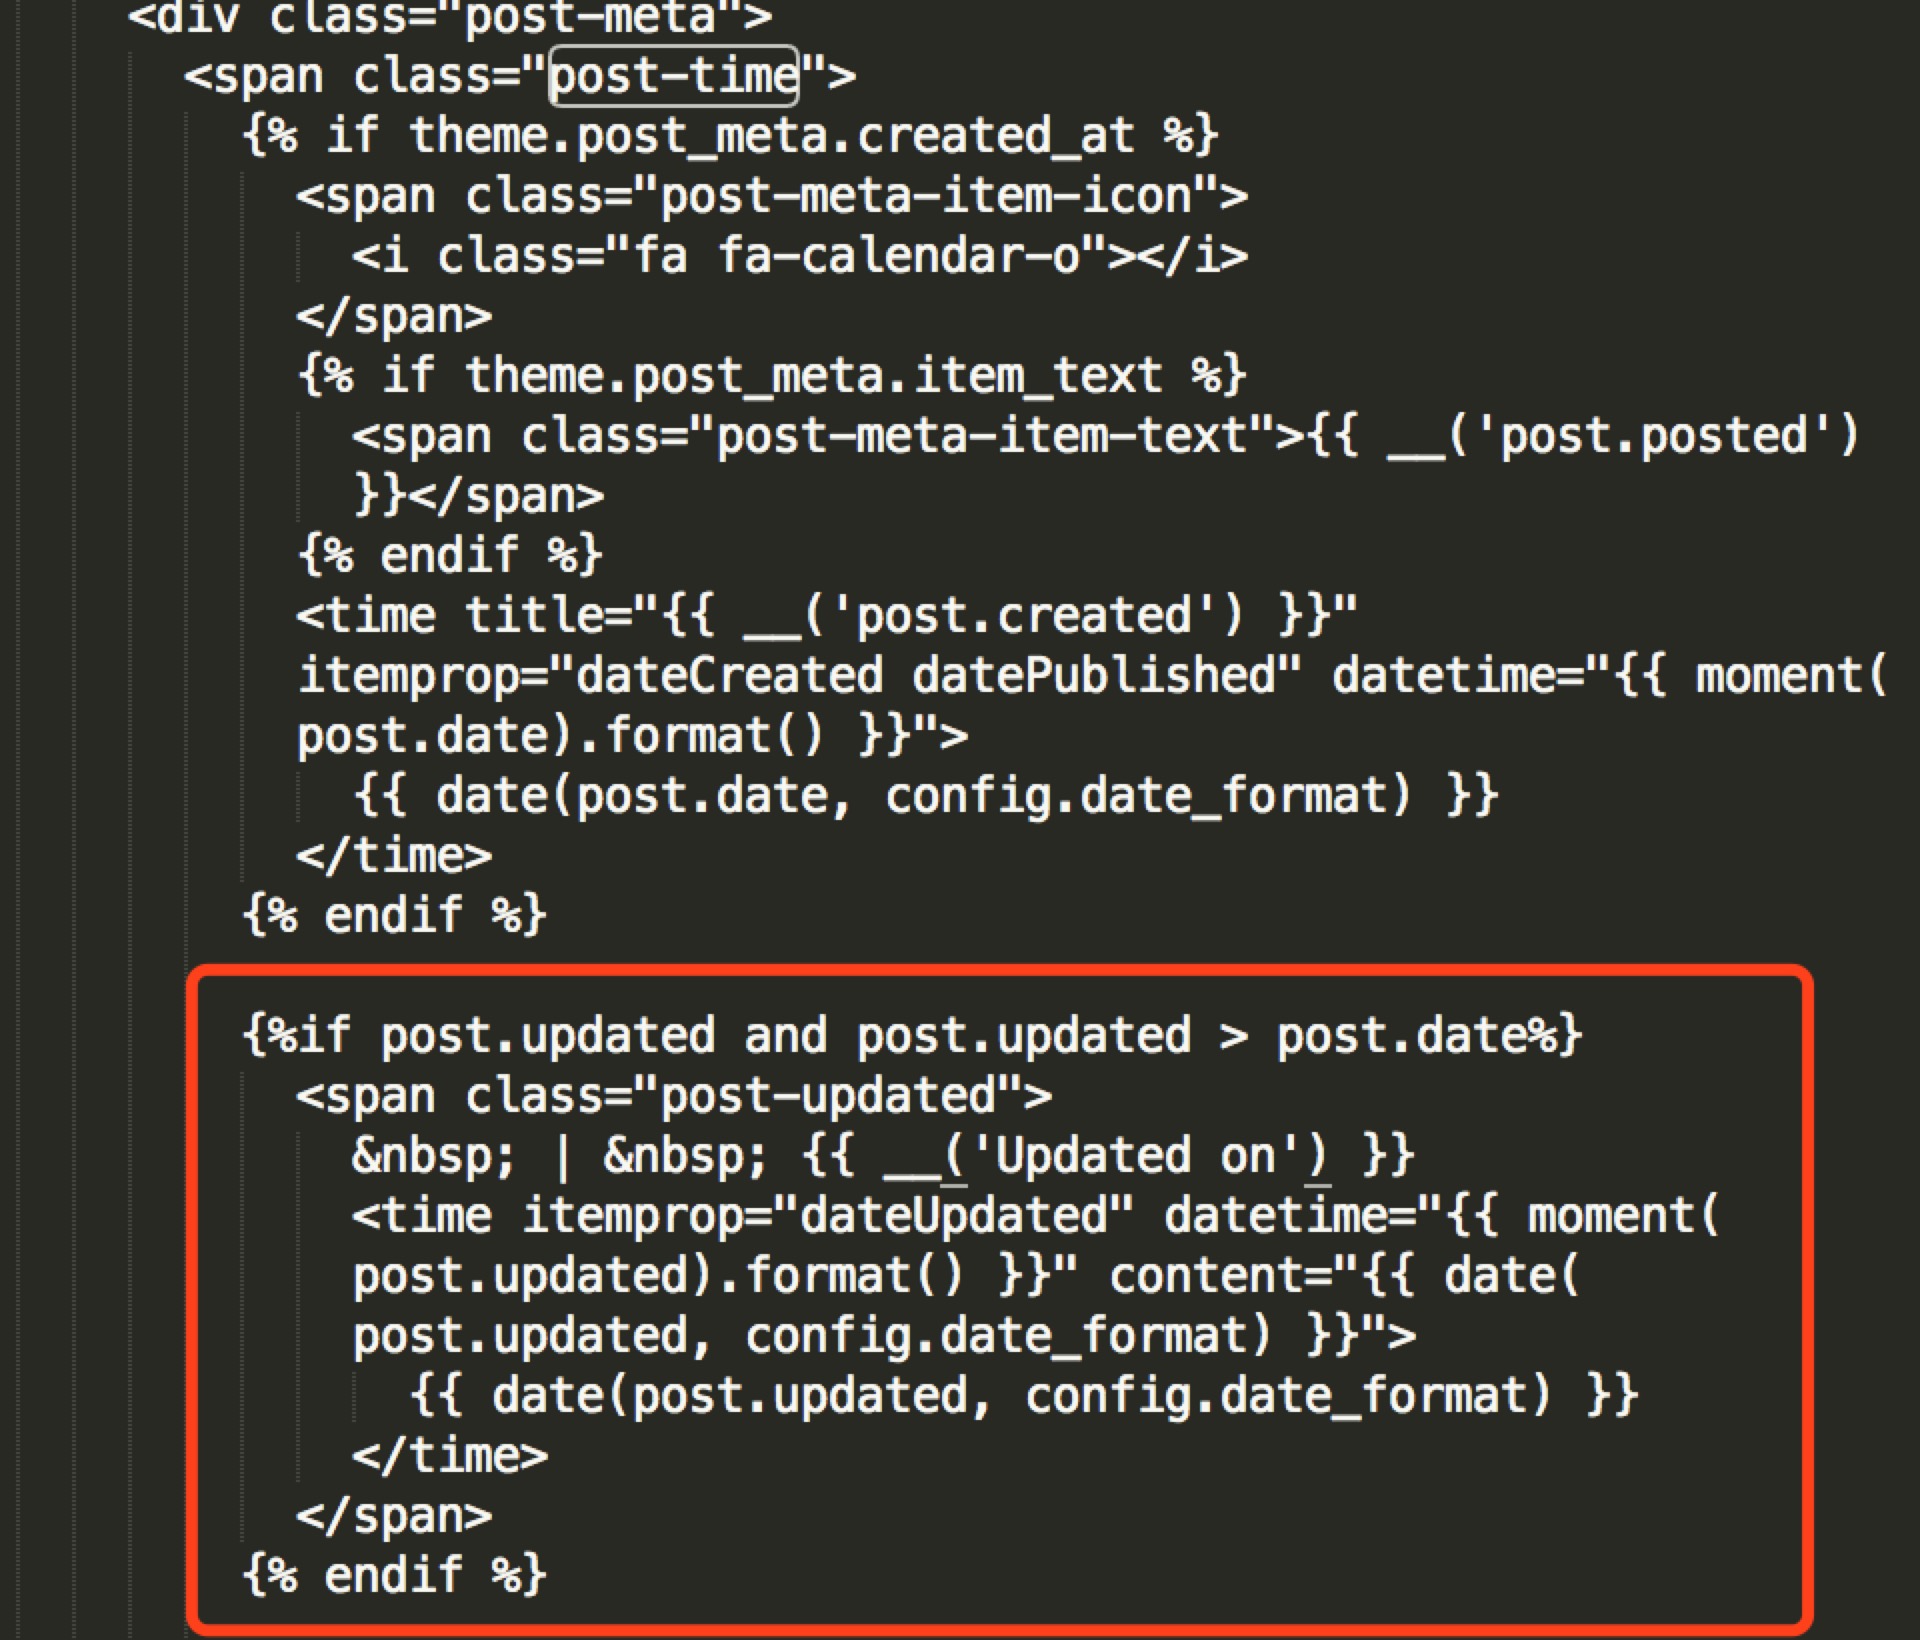 <div class="post-meta">
<span class="post-time">
{% if theme.post_meta.created_at %}
<span class="post-meta-item-icon">
<i class="fa fa-calendar-o"></i>
</span>
{% if theme.post_meta.item_text %}
<span class="post-meta-item-text">{{ __('post.posted')
}}</span>
{% endif %}
<time title="{{ __('post.created') }}"
itemprop="dateCreated datePublished" datetime="{{ moment(
post.date).format() }}">
{{ date(post.date, config.date_format) }}
</time>
{% endif %}
{%if post.updated and post.updated > post.date%}
<span class="post-updated">
&nbsp; | &nbsp; {{ __('Updated on') }}
<time itemprop="dateUpdated" datetime="{{ moment(
post.updated).format() }}" content="{{ date(
post.updated, config.date_format) }}">
{{ date(post.updated, config.date_format) }}
</time>
</span>
{% endif %}